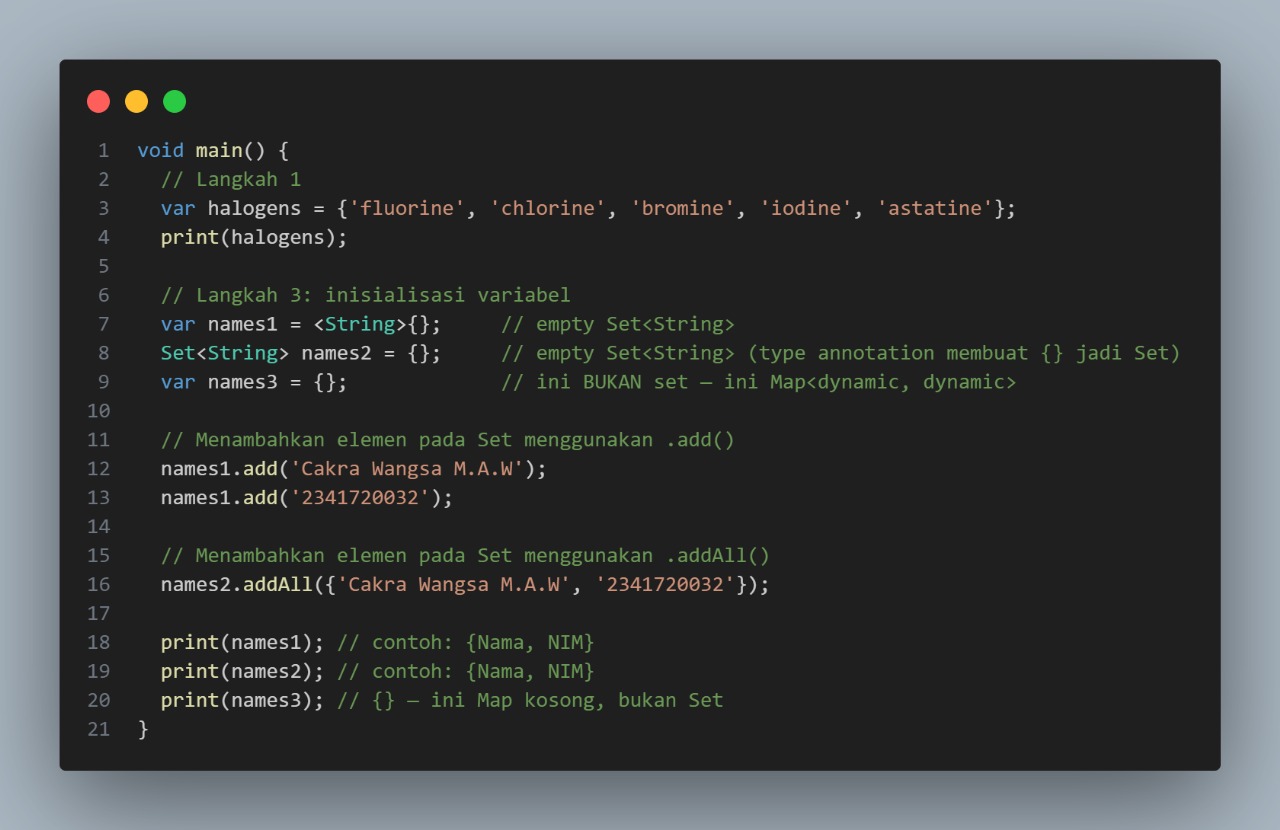 1 void main() {
2   // Langkah 1
3   var halogens = {'fluorine', 'chlorine', 'bromine', 'iodine', 'astatine'};
4   print(halogens);
5
6   // Langkah 3: inisialisasi variabel
7   var names1 = <String>{};     // empty Set<String>
8   Set<String> names2 = {};     // empty Set<String> (type annotation membuat {} jadi Set)
9   var names3 = {};             // ini BUKAN set — ini Map<dynamic, dynamic>
10
11   // Menambahkan elemen pada Set menggunakan .add()
12   names1.add('Cakra Wangsa M.A.W');
13   names1.add('2341720032');
14
15   // Menambahkan elemen pada Set menggunakan .addAll()
16   names2.addAll({'Cakra Wangsa M.A.W', '2341720032'});
17
18   print(names1); // contoh: {Nama, NIM}
19   print(names2); // contoh: {Nama, NIM}
20   print(names3); // {} — ini Map kosong, bukan Set
21 }